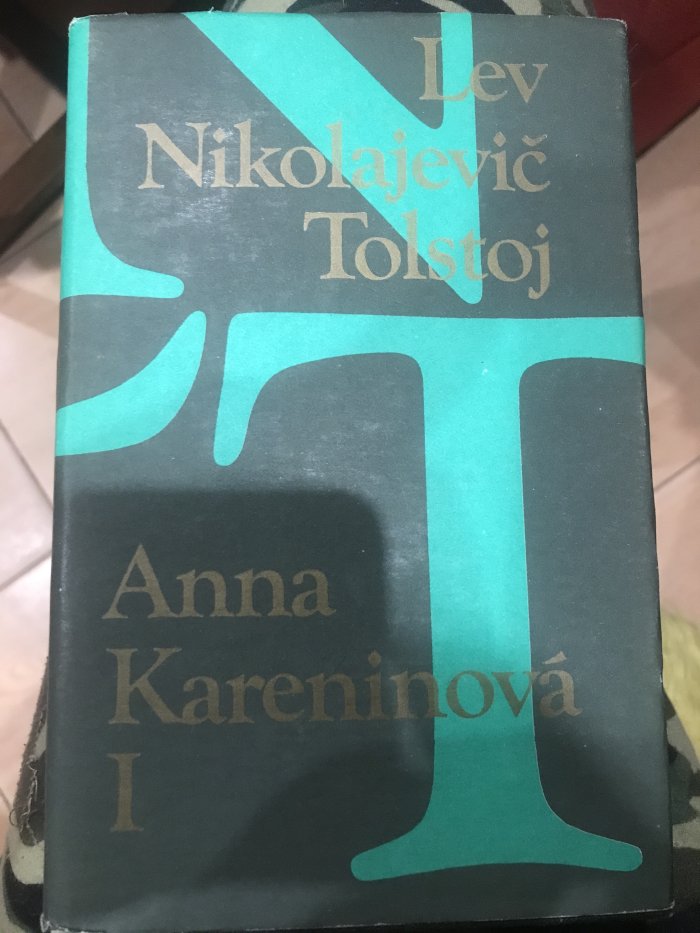 Lev
Nikolajevič
Tolstoj
Anna
Kareninová
I